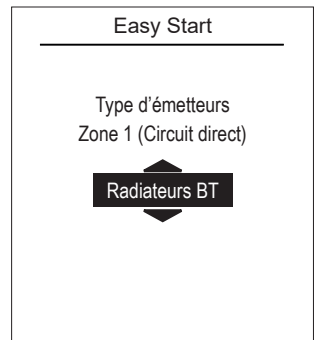 Easy Start
Type d'émetteurs
Zone 1 (Circuit direct)
Radiateurs BT